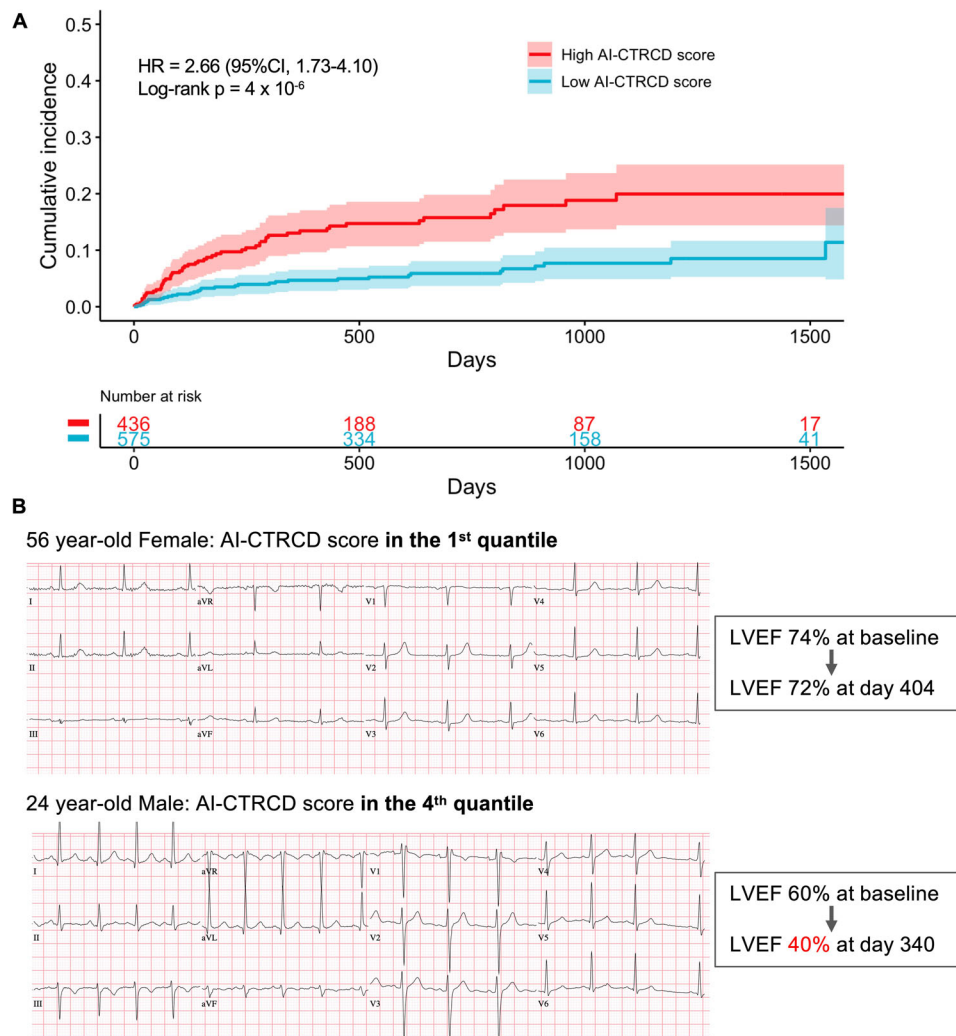 A
HR = 2.66 (95%CI, 1.73-4.10)
Log-rank p = 4 x 10⁻⁶
High AI-CTRCD score
Low AI-CTRCD score
Cumulative incidence
0.5
0.4
0.3
0.2
0.1
0.0
0 500 1000 1500
Days
Number at risk
436 188 87 17
575 334 158 41
0 500 1000 1500
Days
B
56 year-old Female: AI-CTRCD score in the 1st quantile
I aVR V1 V4
II aVL V2 V5
III aVF V3 V6
LVEF 74% at baseline
LVEF 72% at day 404
24 year-old Male: AI-CTRCD score in the 4th quantile
I aVR V1 V4
II aVL V2 V5
III aVF V3 V6
LVEF 60% at baseline
LVEF 40% at day 340